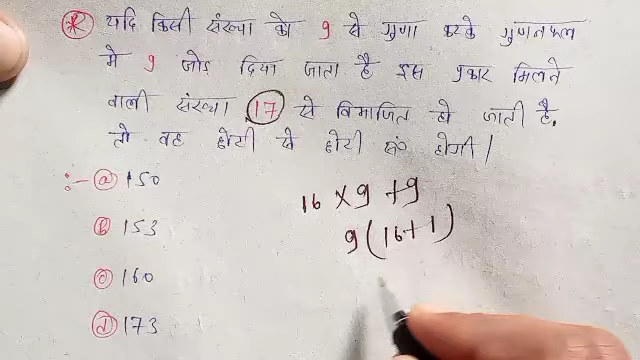 * यदि किसी संख्या को 9 से गुणा करके गुणनफल
मे 9 जोड दिया जाता है इस प्रकार मिलने
वाली संख्या 17 से विभाजित हो जाती है.
तो वह छोटी से छोटी सं० होगी /
:- (a) 150
(b) 153
(c) 160
(d) 173
16 × 9 + 9
9 (16 + 1)